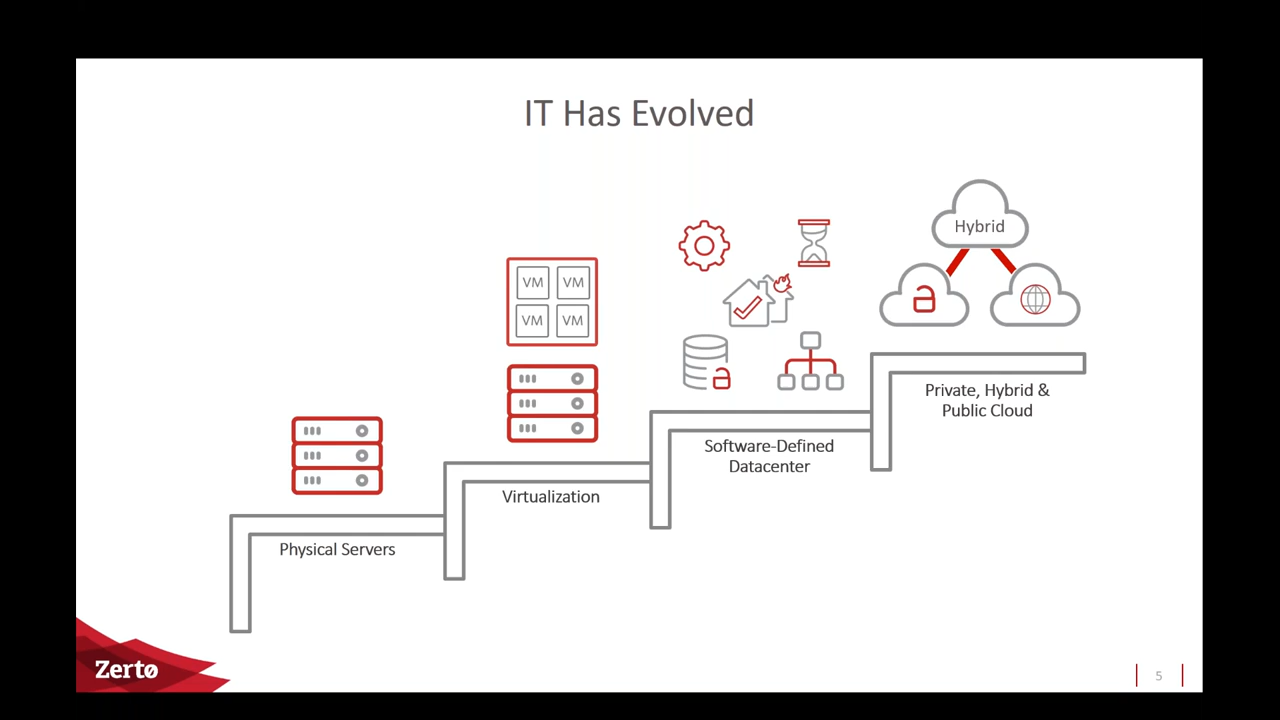 IT Has Evolved
Hybrid
VM VM
VM VM
Private, Hybrid &
Public Cloud
Software-Defined
Datacenter
Virtualization
Physical Servers
Zerto
5